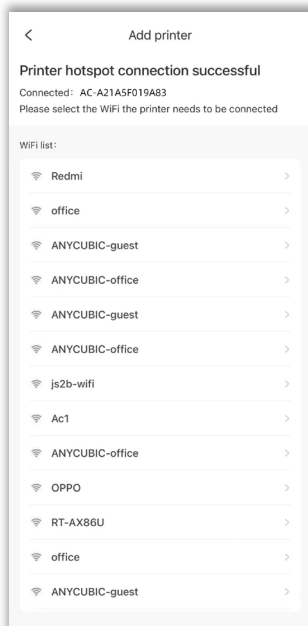 Add printer
Printer hotspot connection successful
Connected: AC-A21A5F019A83
Please select the WiFi the printer needs to be connected
WiFi list:
Redmi
office
ANYCUBIC-guest
ANYCUBIC-office
ANYCUBIC-guest
ANYCUBIC-office
js2b-wifi
Ac1
ANYCUBIC-office
OPPO
RT-AX86U
office
ANYCUBIC-guest